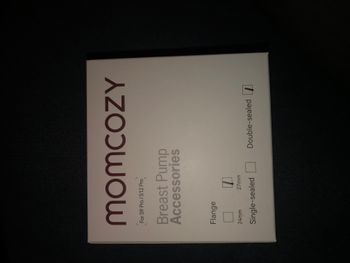 momcozy
For S9 Pro / S12 Pro
Breast Pump
Accessories
Flange
24mm 27mm
Single-sealed Double-sealed